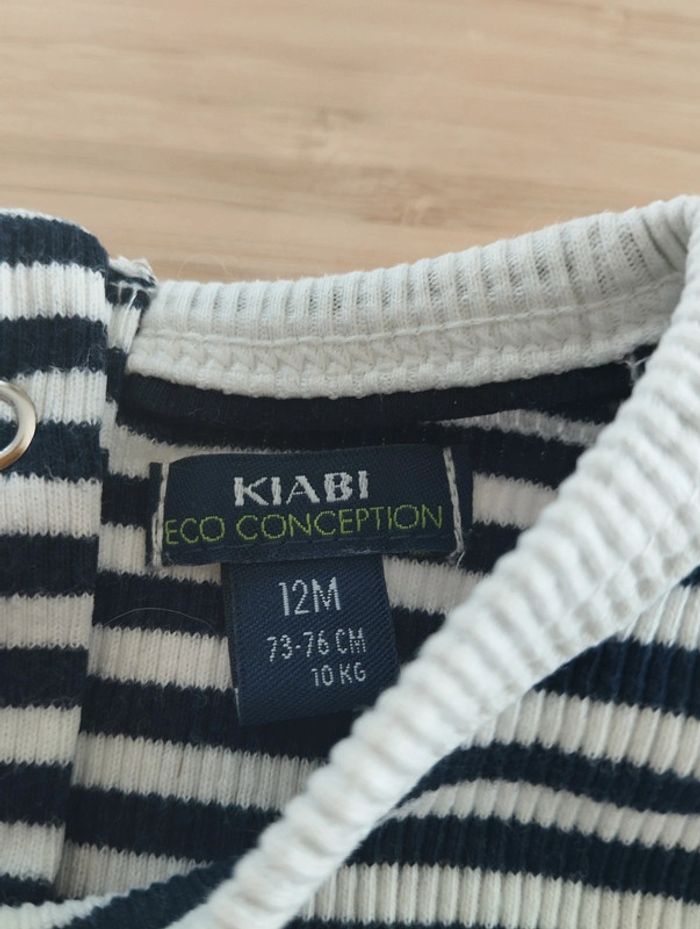 KIABI
ECO CONCEPTION
12M
73-76 CM
10 KG